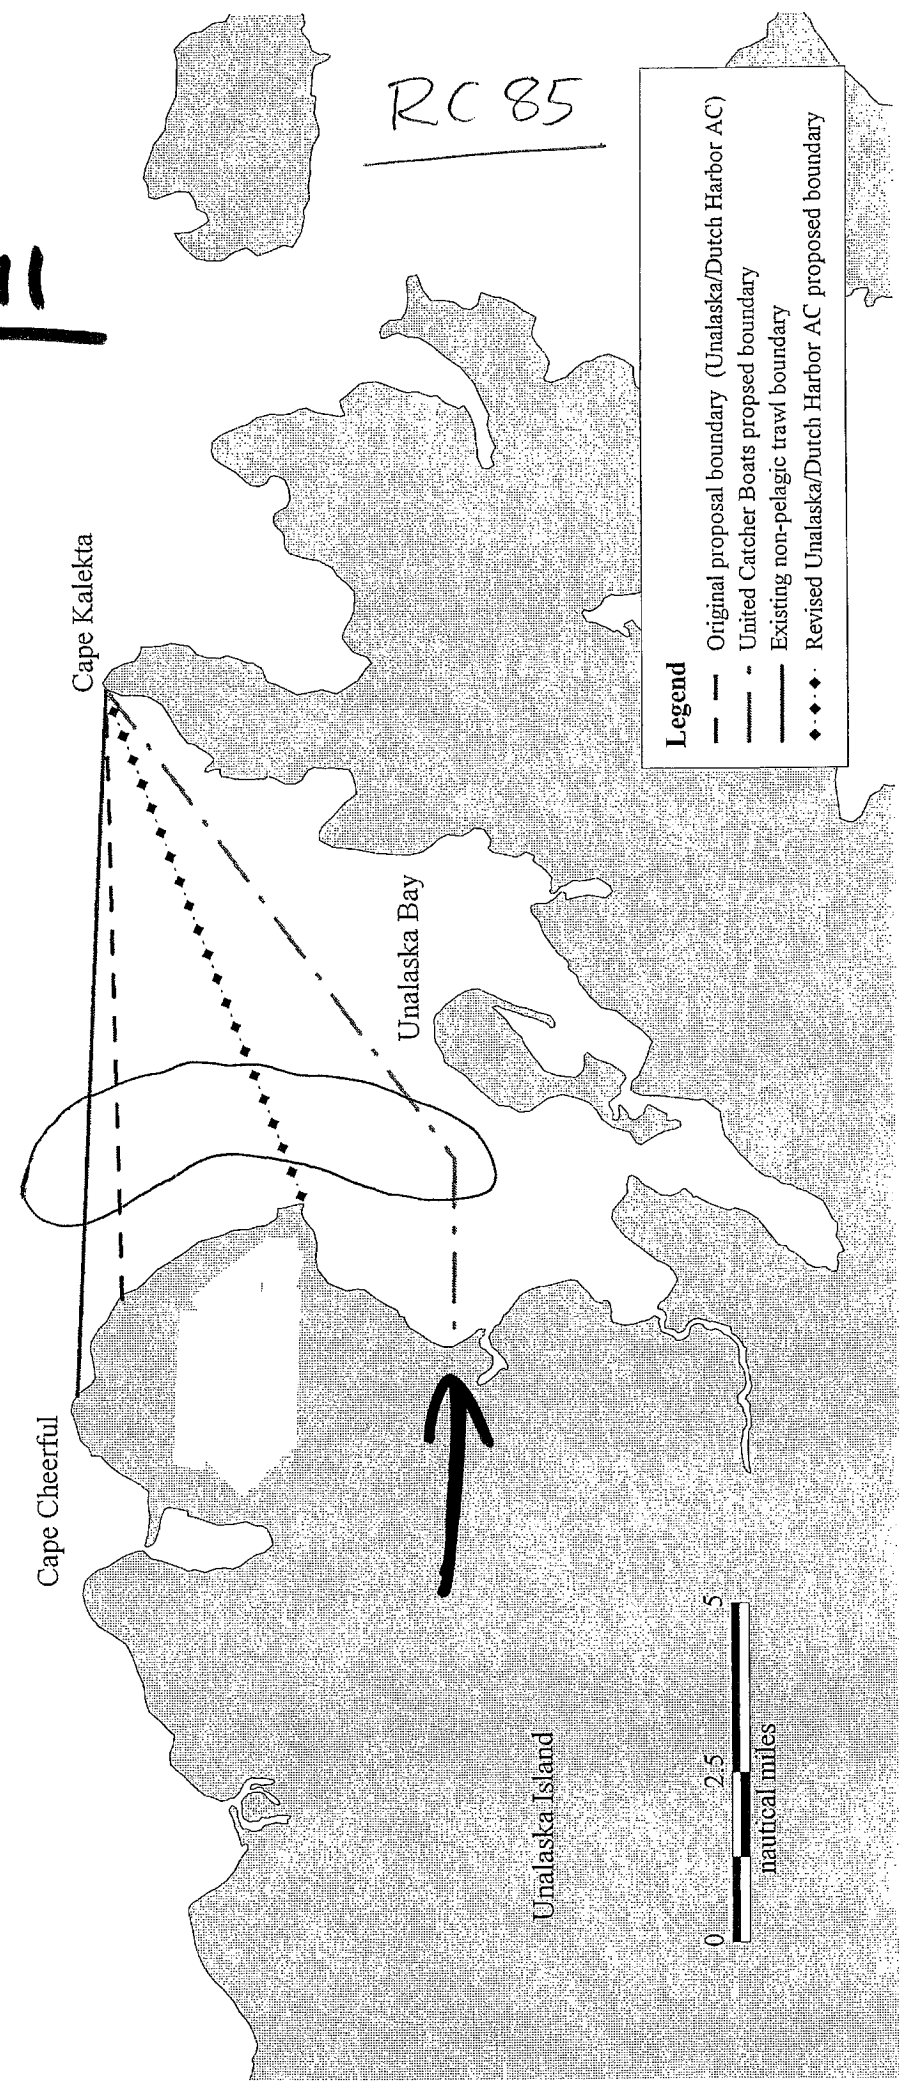 RC 85
Cape Kalekta
Cape Cheerful
Unalaska Bay
Unalaska Island
Legend
Original proposal boundary (Unalaska/Dutch Harbor AC)
United Catcher Boats propsed boundary
Existing non-pelagic trawl boundary
Revised Unalaska/Dutch Harbor AC proposed boundary
0 2.5 5
nautical miles